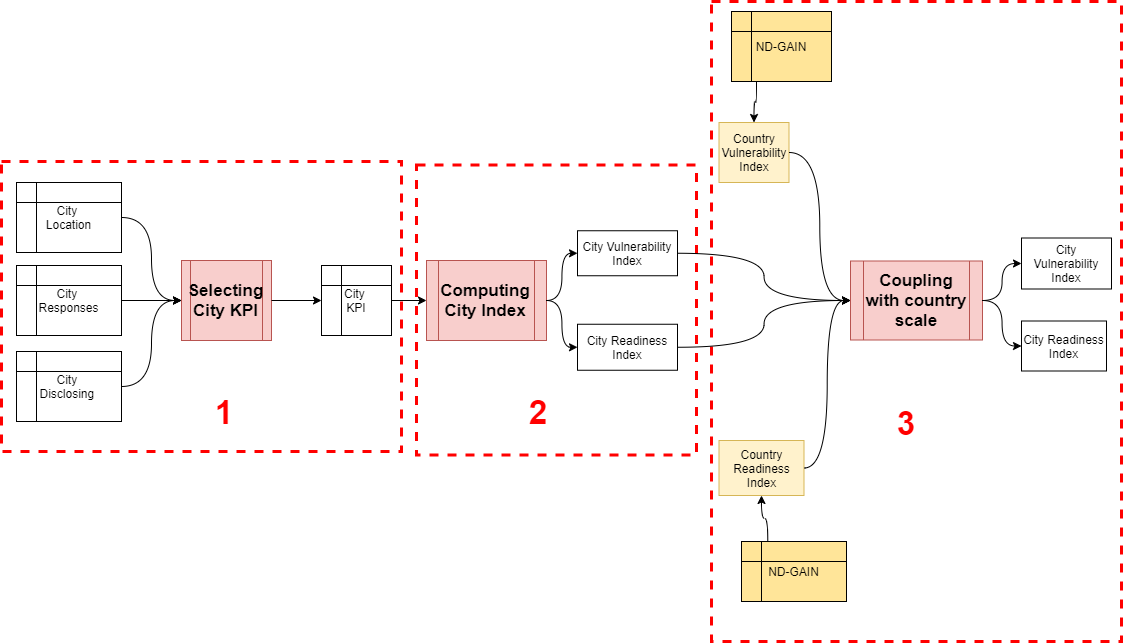 City
Location
City
Responses
City
Disclosing
Selecting
City KPI
City
KPI
1
Computing
City Index
City Vulnerability
Index
City Readiness
Index
2
ND-GAIN
Country
Vulnerability
Index
Country
Readiness
Index
ND-GAIN
Coupling
with country
scale
City
Vulnerability
Index
City Readiness
Index
3